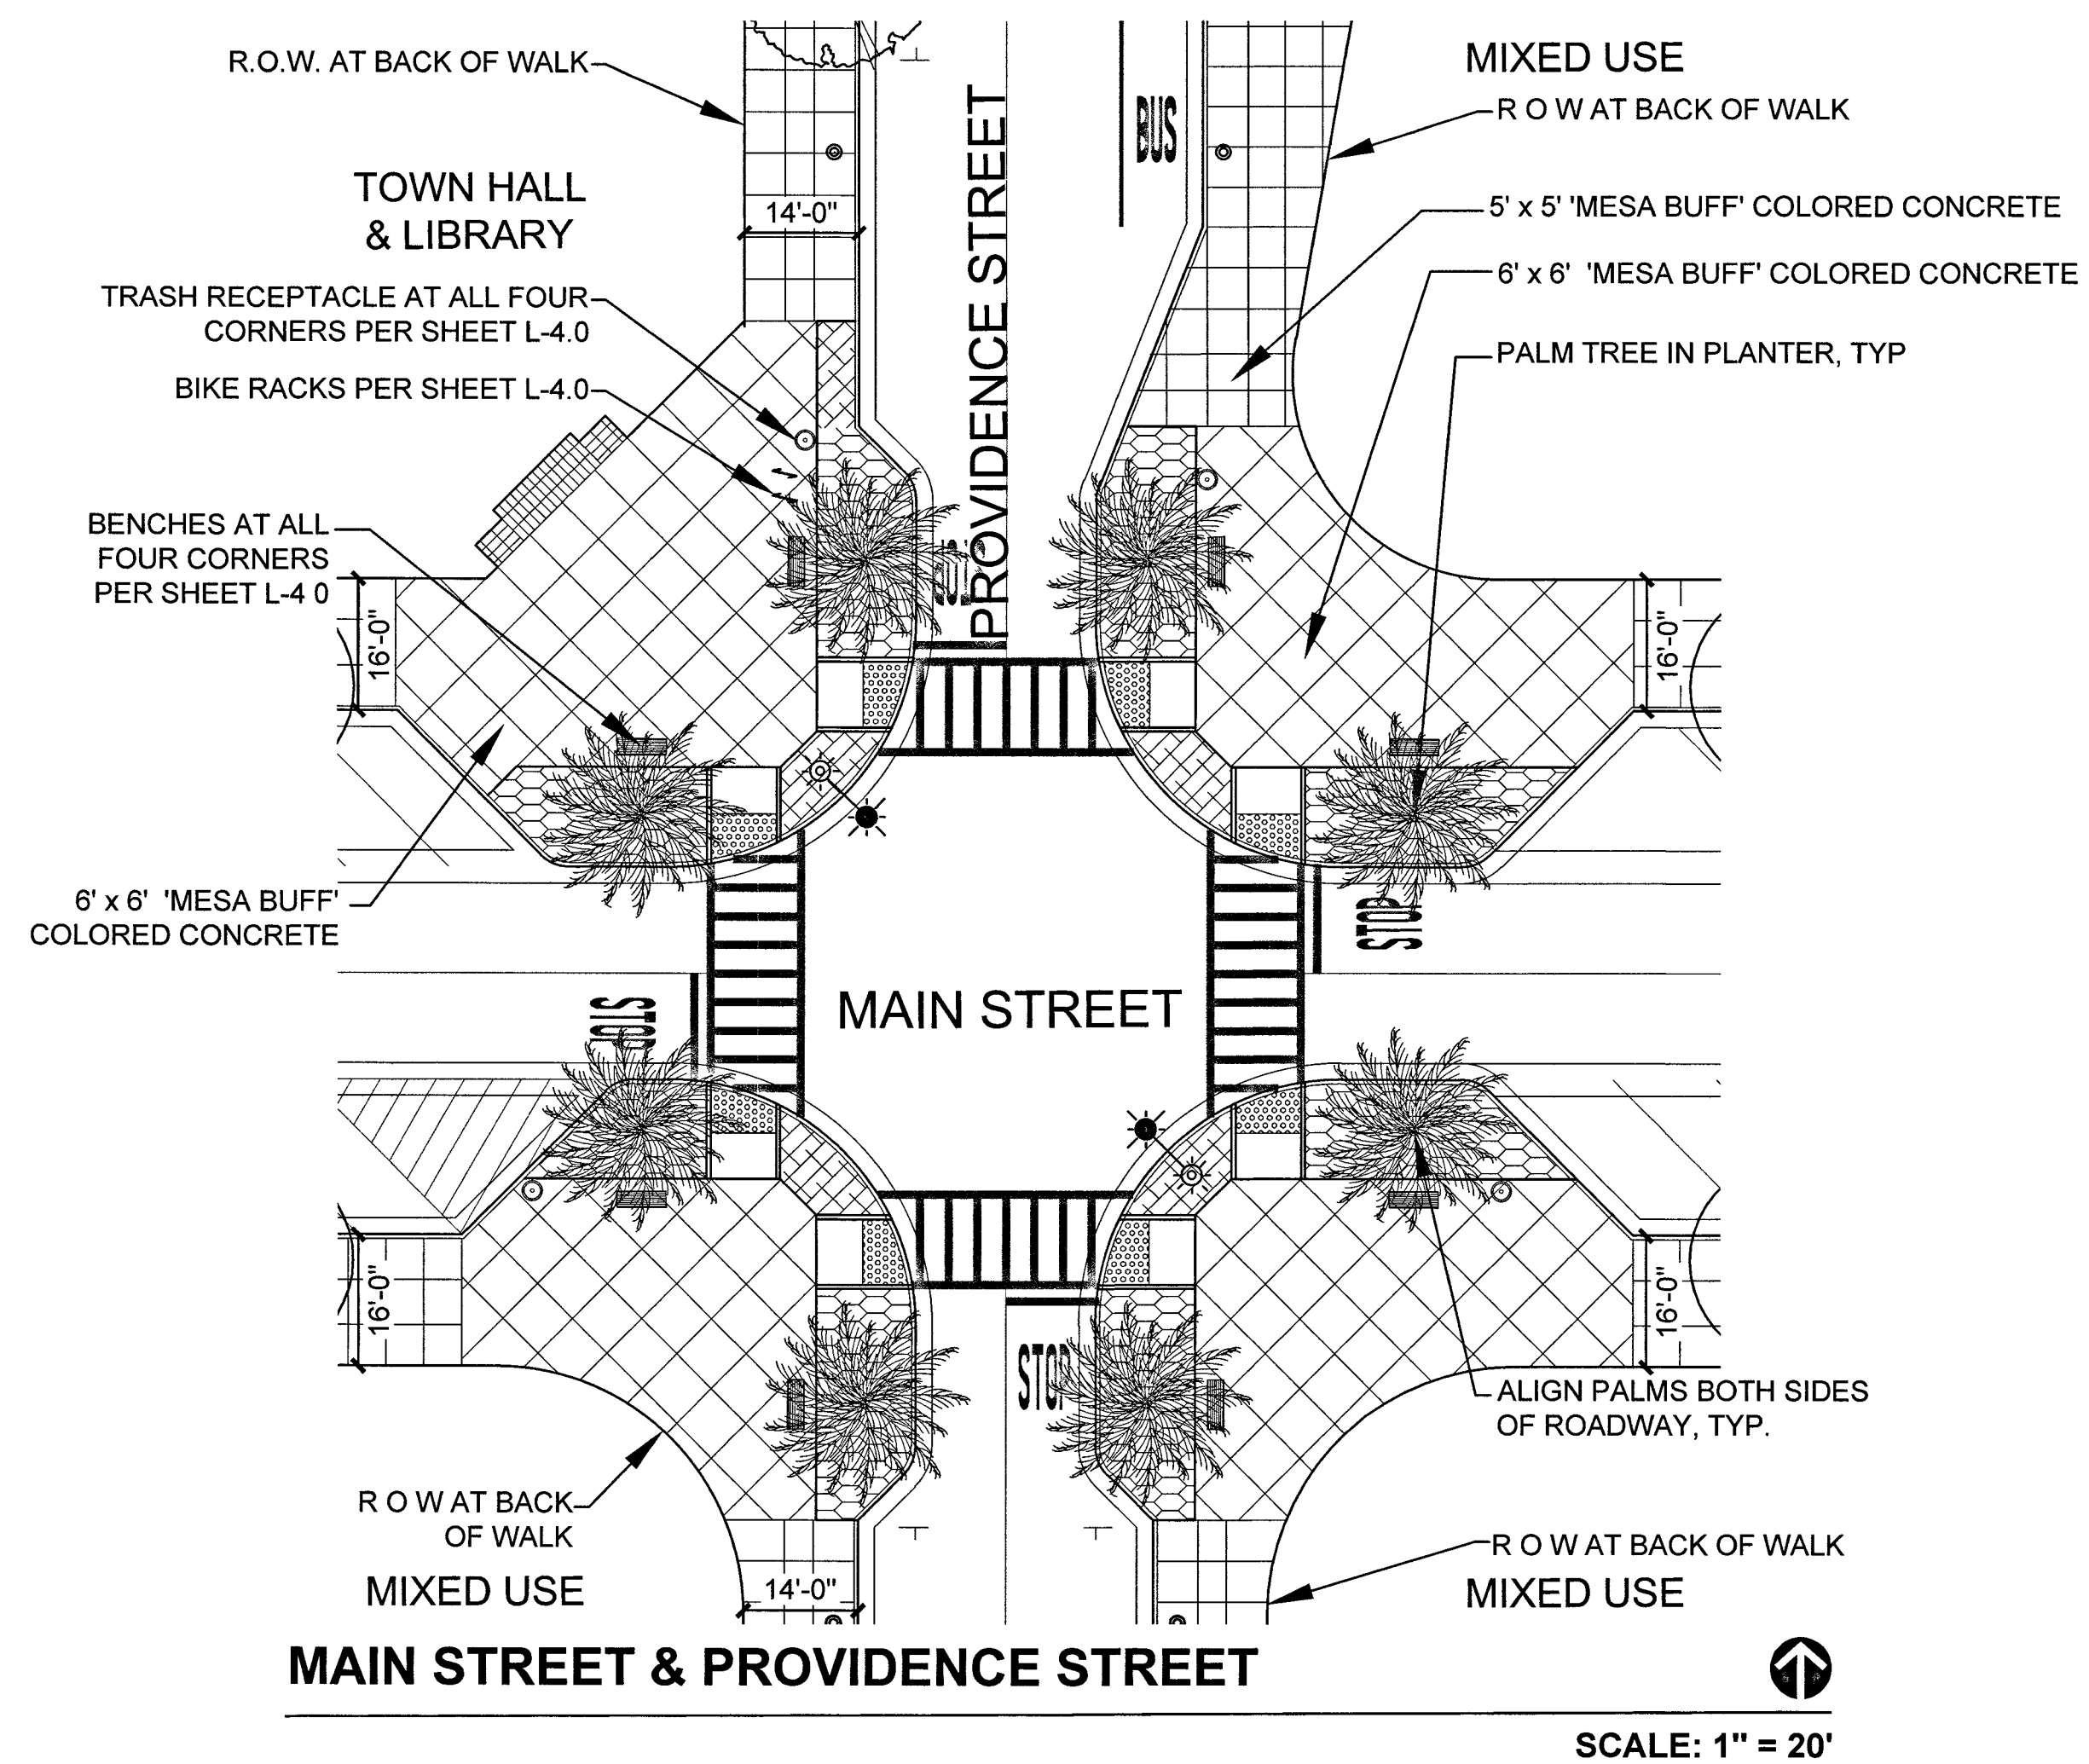 R.O.W. AT BACK OF WALK
MIXED USE
R O W AT BACK OF WALK
BUS
PROVIDENCE STREET
TOWN HALL
& LIBRARY
14'-0"
5' x 5' 'MESA BUFF' COLORED CONCRETE
6' x 6' 'MESA BUFF' COLORED CONCRETE
TRASH RECEPTACLE AT ALL FOUR
CORNERS PER SHEET L-4.0
PALM TREE IN PLANTER, TYP
BIKE RACKS PER SHEET L-4.0
BENCHES AT ALL
FOUR CORNERS
PER SHEET L-4 0
16'-0"
16'-0"
6' x 6' 'MESA BUFF'
COLORED CONCRETE
STOP
MAIN STREET
STOP
16'-0"
16'-0"
STOP
ALIGN PALMS BOTH SIDES
OF ROADWAY, TYP.
R O W AT BACK
OF WALK
MIXED USE
14'-0"
R O W AT BACK OF WALK
MIXED USE
MAIN STREET & PROVIDENCE STREET
SCALE: 1" = 20'